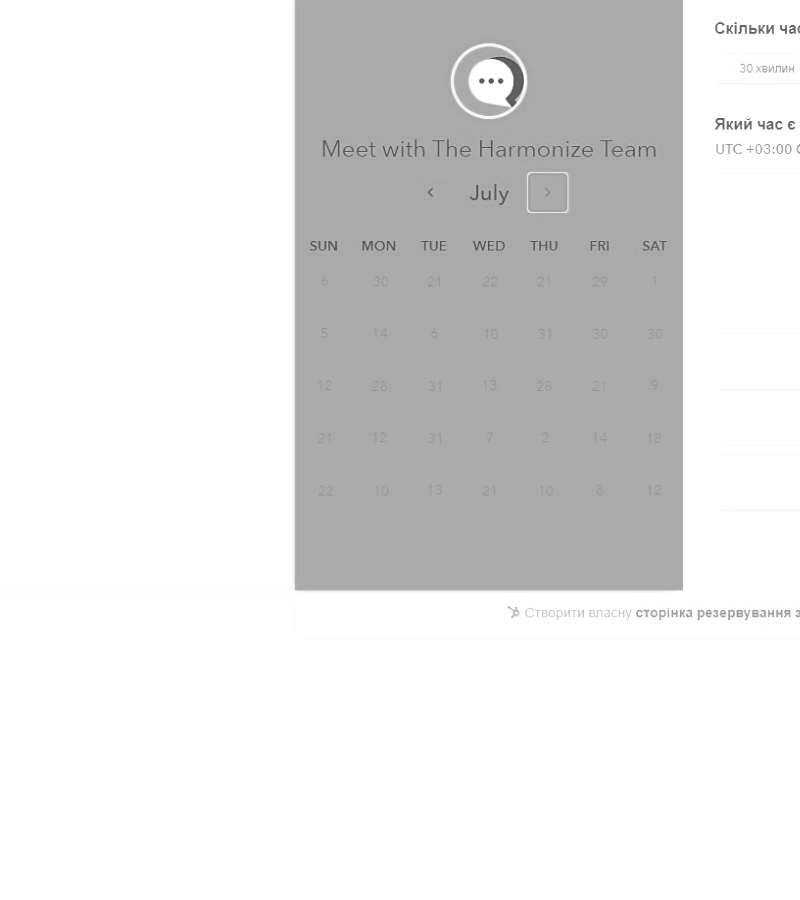 Meet with The Harmonize Team
July
SUN MON TUE WED THU FRI SAT
6 30 21 22 21 29 1
5 14 6 10 31 30 30
12 28 31 13 28 21 9
21 12 31 7 2 14 18
22 10 13 21 10 8 12
Скільки час
30 хвилин
Який час є
UTC +03:00
Створити власну сторінка резервування з